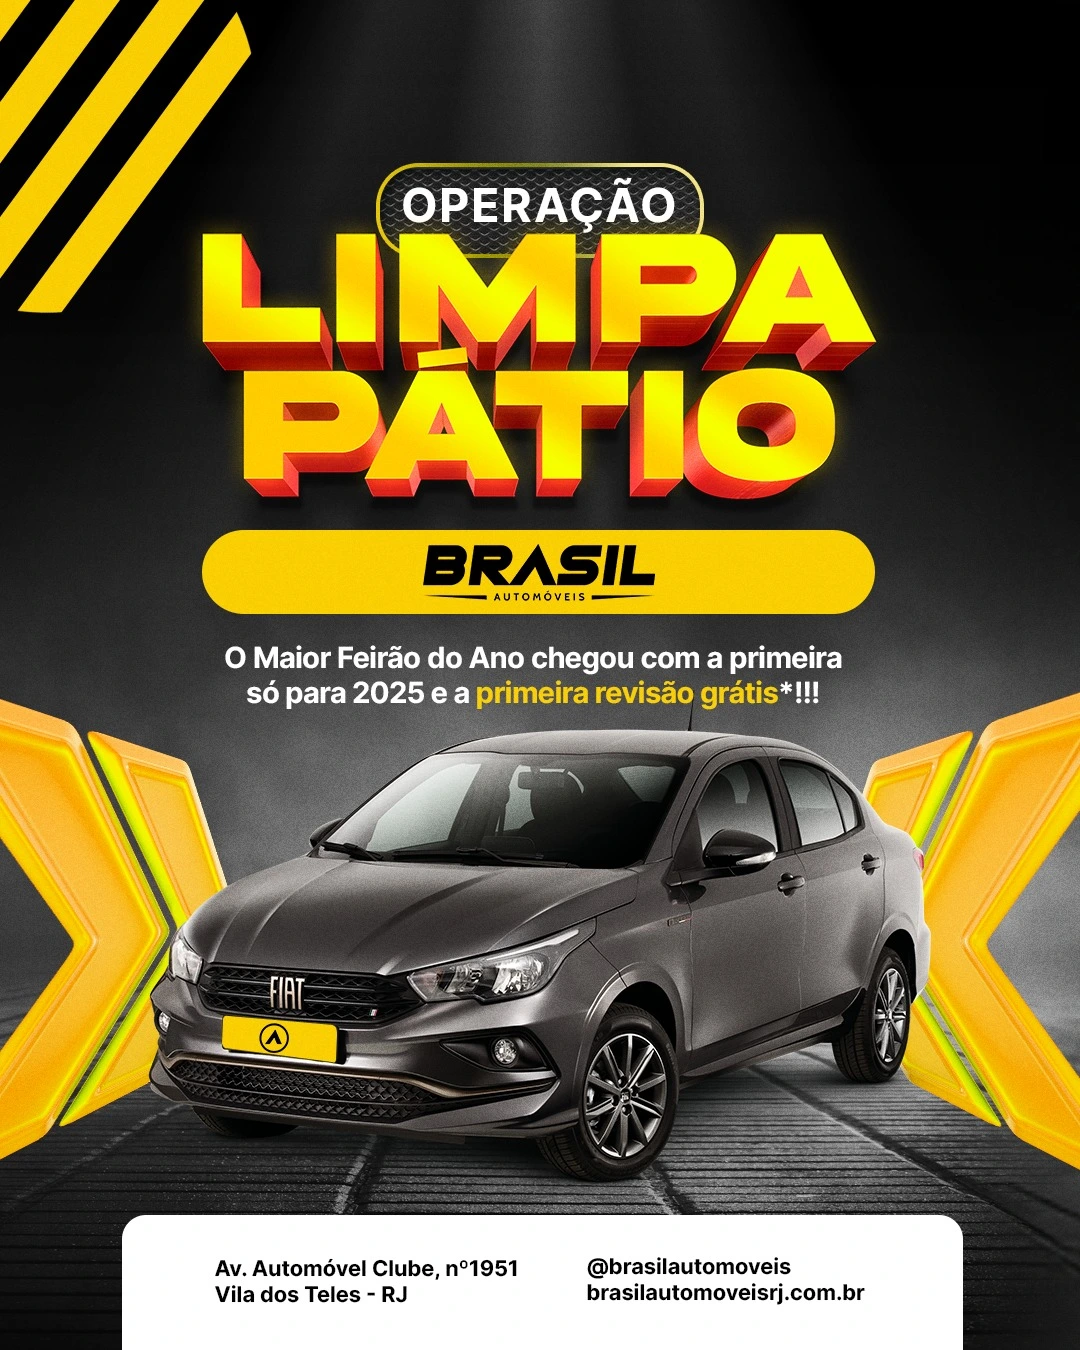 OPERAÇÃO
LIMPA
PÁTIO
BRASIL
AUTOMÓVEIS
O Maior Feirão do Ano chegou com a primeira
só para 2025 e a primeira revisão grátis*!!!
FIAT
Av. Automóvel Clube, nº1951
Vila dos Teles - RJ
@brasilautomoveis
brasilautomoveisrj.com.br